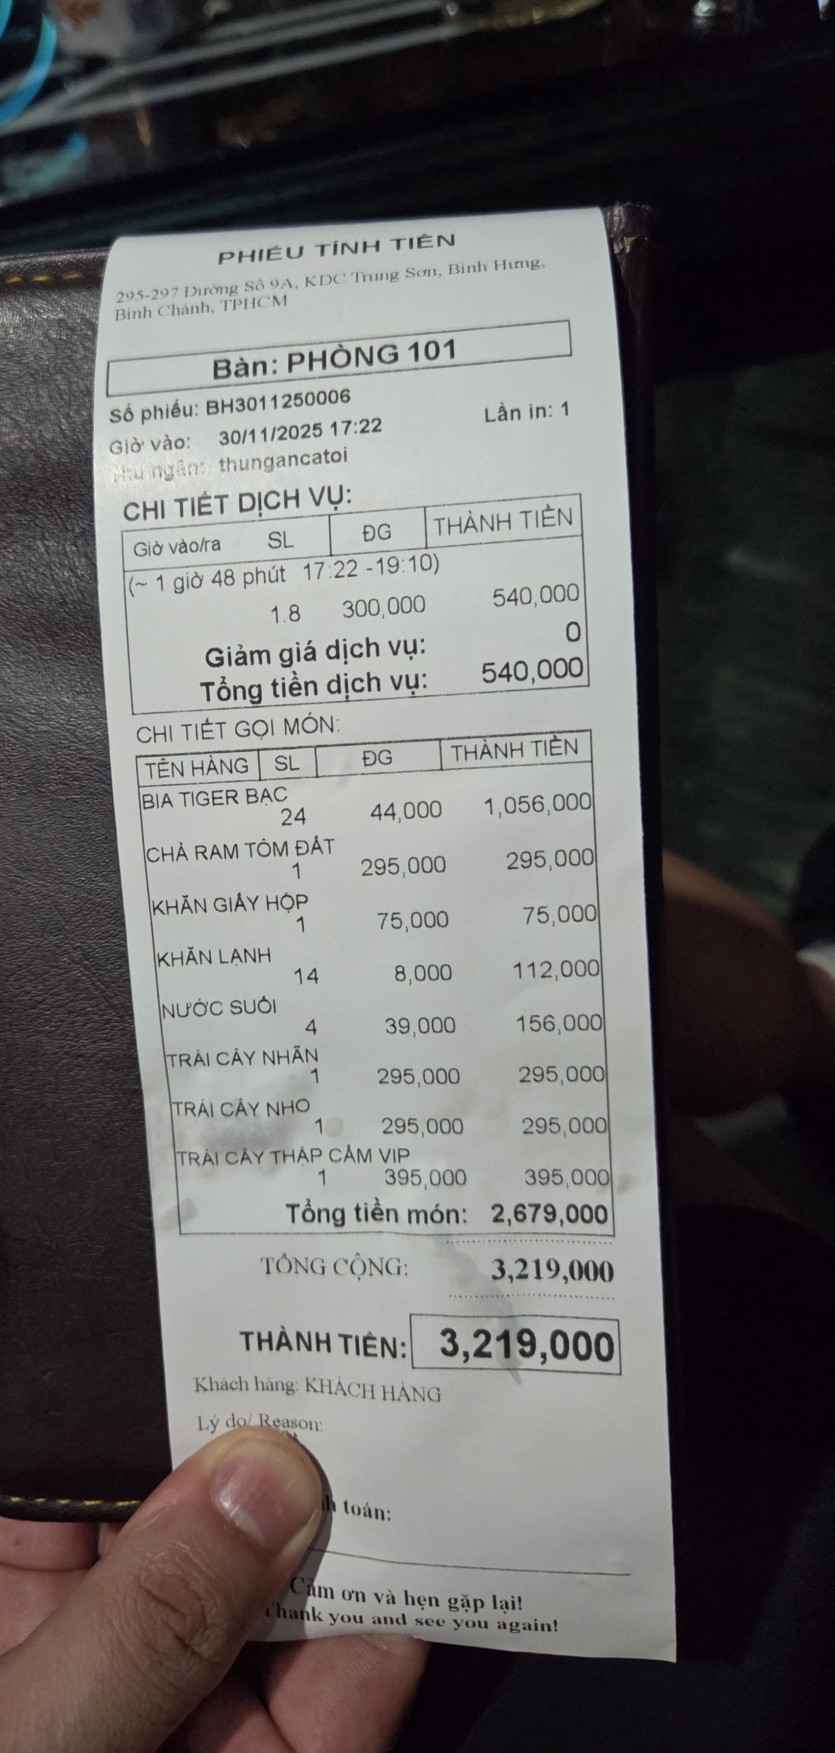 PHIẾU TÍNH TIỀN
295-297 Đường Số 9A, KDC Trung Sơn, Bình Hưng,
Bình Chánh, TPHCM
Bàn: PHÒNG 101
Số phiếu: BH3011250006
Lần in: 1
Giờ vào: 30/11/2025 17:22
Thu ngân: thungancatoi
CHI TIẾT DỊCH VỤ:
Giờ vào/ra SL ĐG THÀNH TIỀN
(~ 1 giờ 48 phút 17:22 -19:10)
1.8 300,000 540,000
Giảm giá dịch vụ: 0
Tổng tiền dịch vụ: 540,000
CHI TIẾT GỌI MÓN:
TÊN HÀNG SL ĐG THÀNH TIỀN
BIA TIGER BẠC
24 44,000 1,056,000
CHẢ RAM TÔM ĐẤT
1 295,000 295,000
KHĂN GIẤY HỘP
1 75,000 75,000
KHĂN LẠNH
14 8,000 112,000
NƯỚC SUỐI
4 39,000 156,000
TRÁI CÂY NHÃN
1 295,000 295,000
TRÁI CÂY NHO
1 295,000 295,000
TRÁI CÂY THẬP CẨM VIP
1 395,000 395,000
Tổng tiền món: 2,679,000
TỔNG CỘNG: 3,219,000
THÀNH TIỀN: 3,219,000
Khách hàng: KHÁCH HÀNG
Lý do/ Reason:
toán:
Cảm ơn và hẹn gặp lại!
Thank you and see you again!